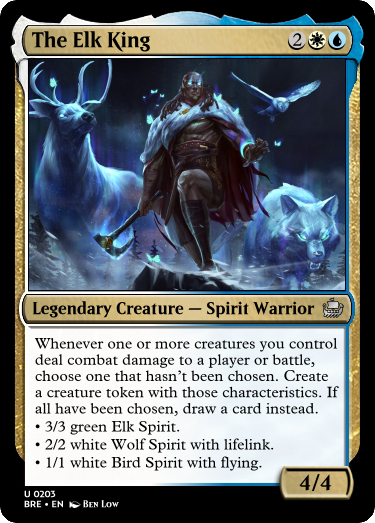 The Elk King 2
Legendary Creature — Spirit Warrior
Whenever one or more creatures you control
deal combat damage to a player or battle,
choose one that hasn't been chosen. Create
a creature token with those characteristics. If
all have been chosen, draw a card instead.
• 3/3 green Elk Spirit.
• 2/2 white Wolf Spirit with lifelink.
• 1/1 white Bird Spirit with flying.
4/4
U 0203
BRE • EN Ben Low